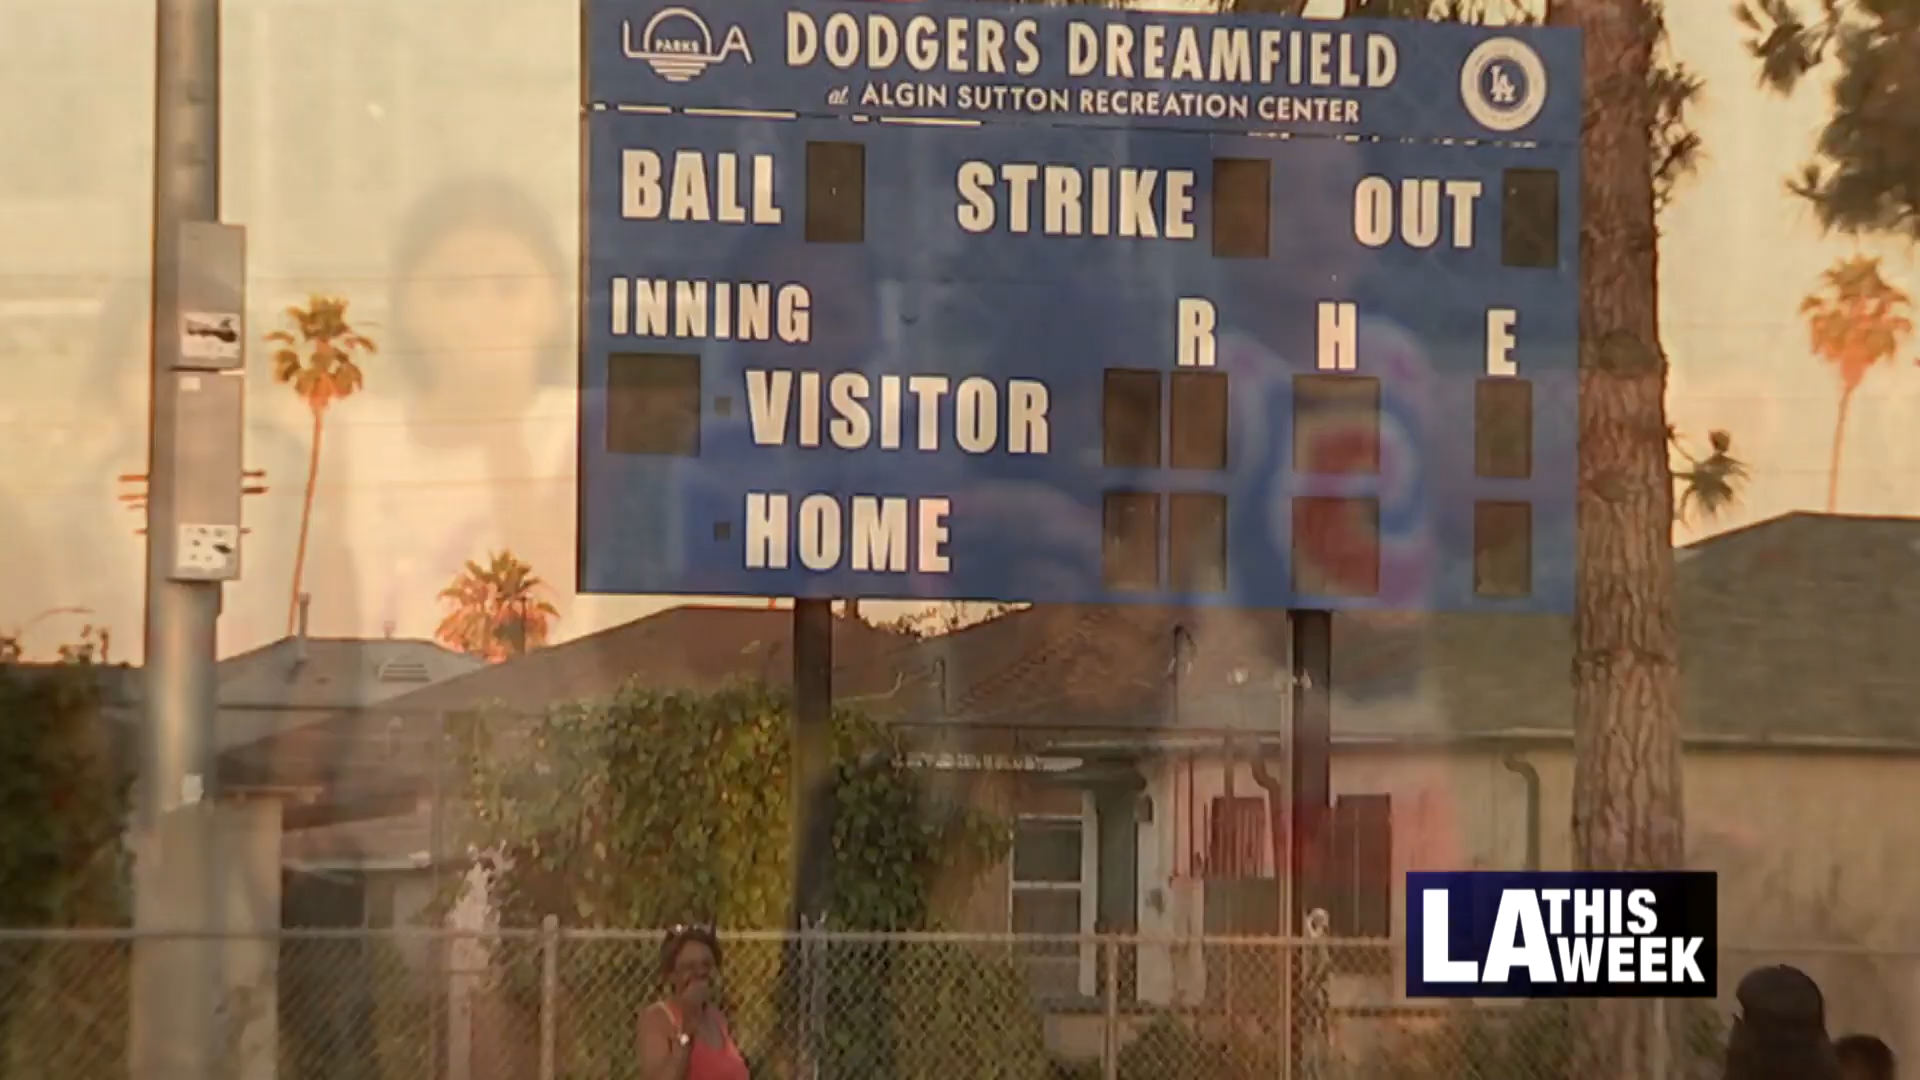 LA PARKS
DODGERS DREAMFIELD
at ALGIN SUTTON RECREATION CENTER
LA
BALL STRIKE OUT
INNING R H E
VISITOR
HOME
LA THIS WEEK